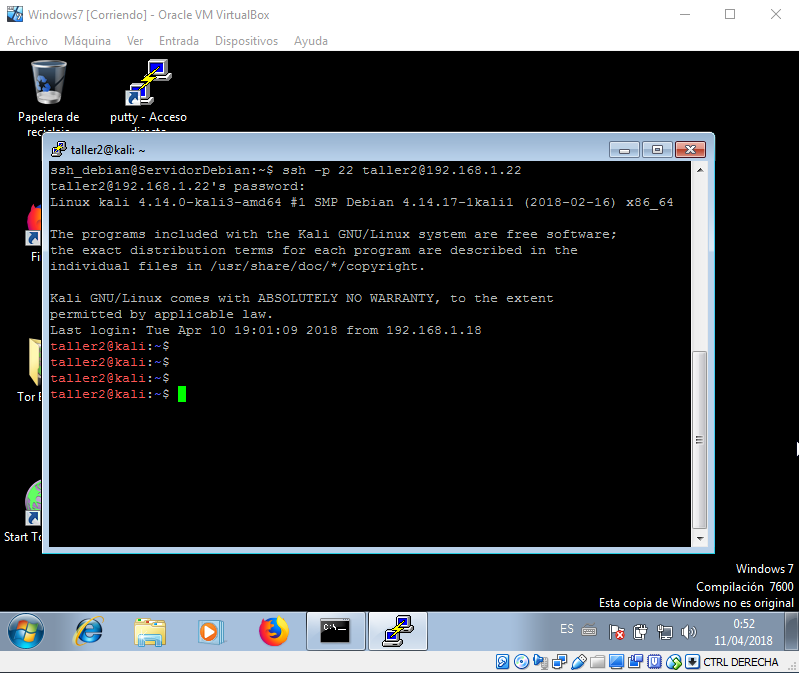 Windows7 [Corriendo] - Oracle VM VirtualBox
Archivo Máquina Ver Entrada Dispositivos Ayuda
Papelera de
reciclaje
putty - Acceso
directo
taller2@kali: ~
ssh_debian@ServidorDebian:~$ ssh -p 22 taller2@192.168.1.22
taller2@192.168.1.22's password:
Linux kali 4.14.0-kali3-amd64 #1 SMP Debian 4.14.17-1kali1 (2018-02-16) x86_64
The programs included with the Kali GNU/Linux system are free software;
the exact distribution terms for each program are described in the
individual files in /usr/share/doc/*/copyright.
Kali GNU/Linux comes with ABSOLUTELY NO WARRANTY, to the extent
permitted by applicable law.
Last login: Tue Apr 10 19:01:09 2018 from 192.168.1.18
taller2@kali:~$
taller2@kali:~$
taller2@kali:~$
taller2@kali:~$
Fi
Tor
Start
Windows 7
Compilación 7600
Esta copia de Windows no es original
C:\
ES
0:52
11/04/2018
CTRL DERECHA